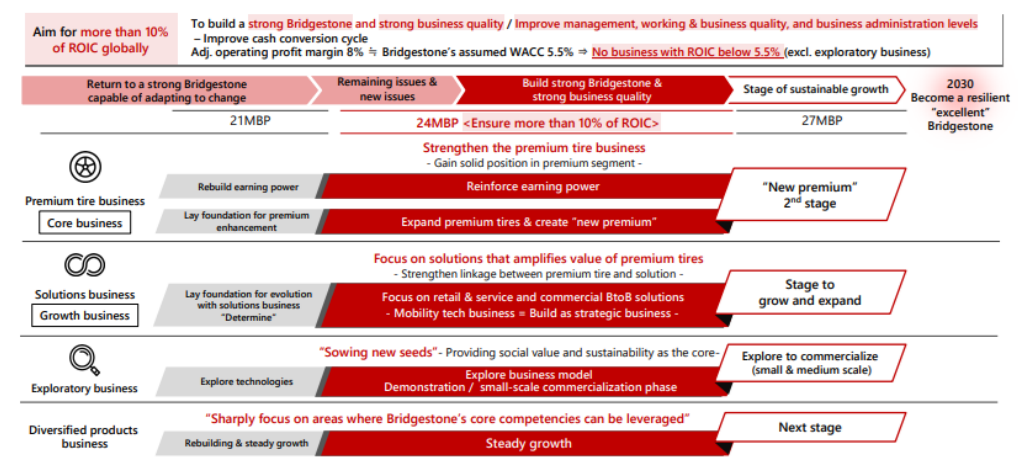 Aim for more than 10%
of ROIC globally
To build a strong Bridgestone and strong business quality / Improve management, working & business quality, and business administration levels
– Improve cash conversion cycle
Adj. operating profit margin 8% ≒ Bridgestone's assumed WACC 5.5% ⇒ No business with ROIC below 5.5% (excl. exploratory business)
Return to a strong Bridgestone
capable of adapting to change
Remaining issues &
new issues
Build strong Bridgestone &
strong business quality
Stage of sustainable growth
2030
Become a resilient
"excellent"
Bridgestone
21MBP
24MBP <Ensure more than 10% of ROIC>
27MBP
Strengthen the premium tire business
- Gain solid position in premium segment -
Premium tire business
Core business
Rebuild earning power
Reinforce earning power
Lay foundation for premium
enhancement
Expand premium tires & create "new premium"
"New premium"
2nd stage
Focus on solutions that amplifies value of premium tires
- Strengthen linkage between premium tire and solution -
Solutions business
Growth business
Lay foundation for evolution
with solutions business
"Determine"
Focus on retail & service and commercial BtoB solutions
- Mobility tech business = Build as strategic business -
Stage to
grow and expand
"Sowing new seeds"- Providing social value and sustainability as the core-
Exploratory business
Explore technologies
Explore business model
Demonstration / small-scale commercialization phase
Explore to commercialize
(small & medium scale)
"Sharply focus on areas where Bridgestone's core competencies can be leveraged"
Diversified products
business
Rebuilding & steady growth
Steady growth
Next stage